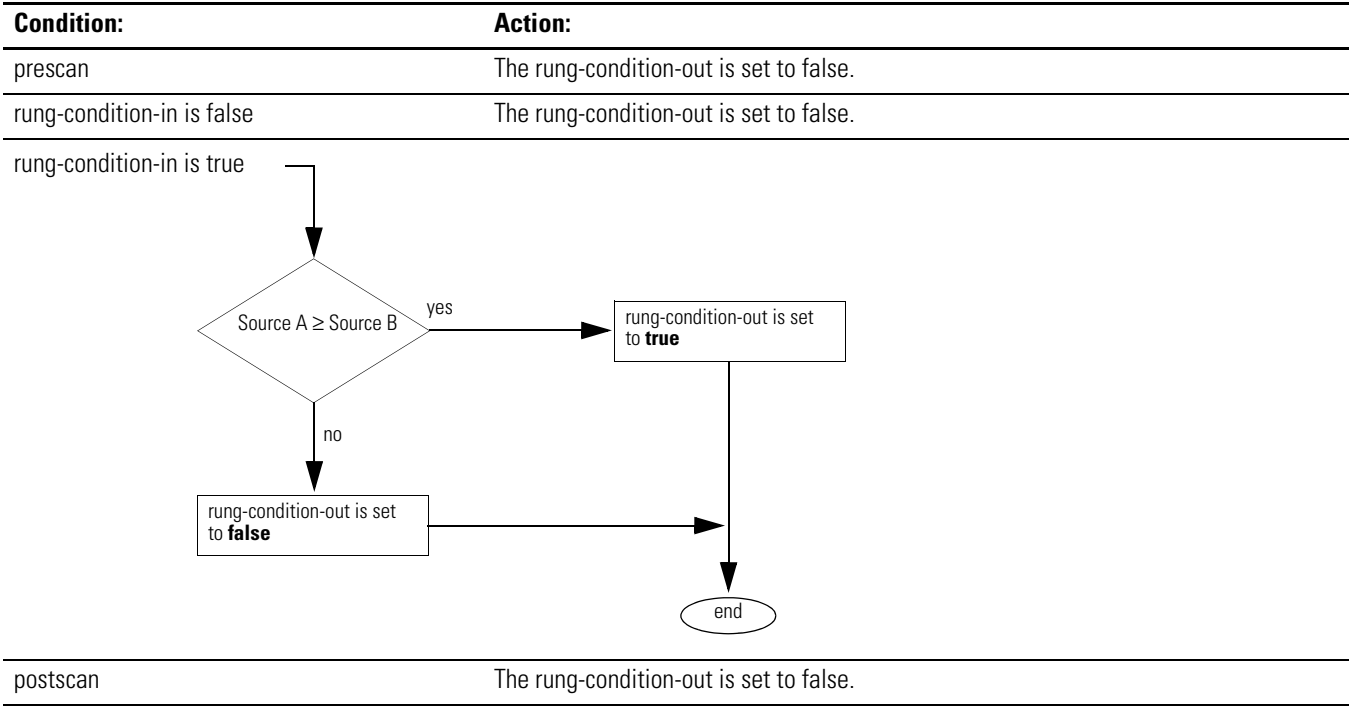 Condition: Action:
prescan The rung-condition-out is set to false.
rung-condition-in is false The rung-condition-out is set to false.
rung-condition-in is true
Source A ≥ Source B
yes
rung-condition-out is set
to true
no
rung-condition-out is set
to false
end
postscan The rung-condition-out is set to false.